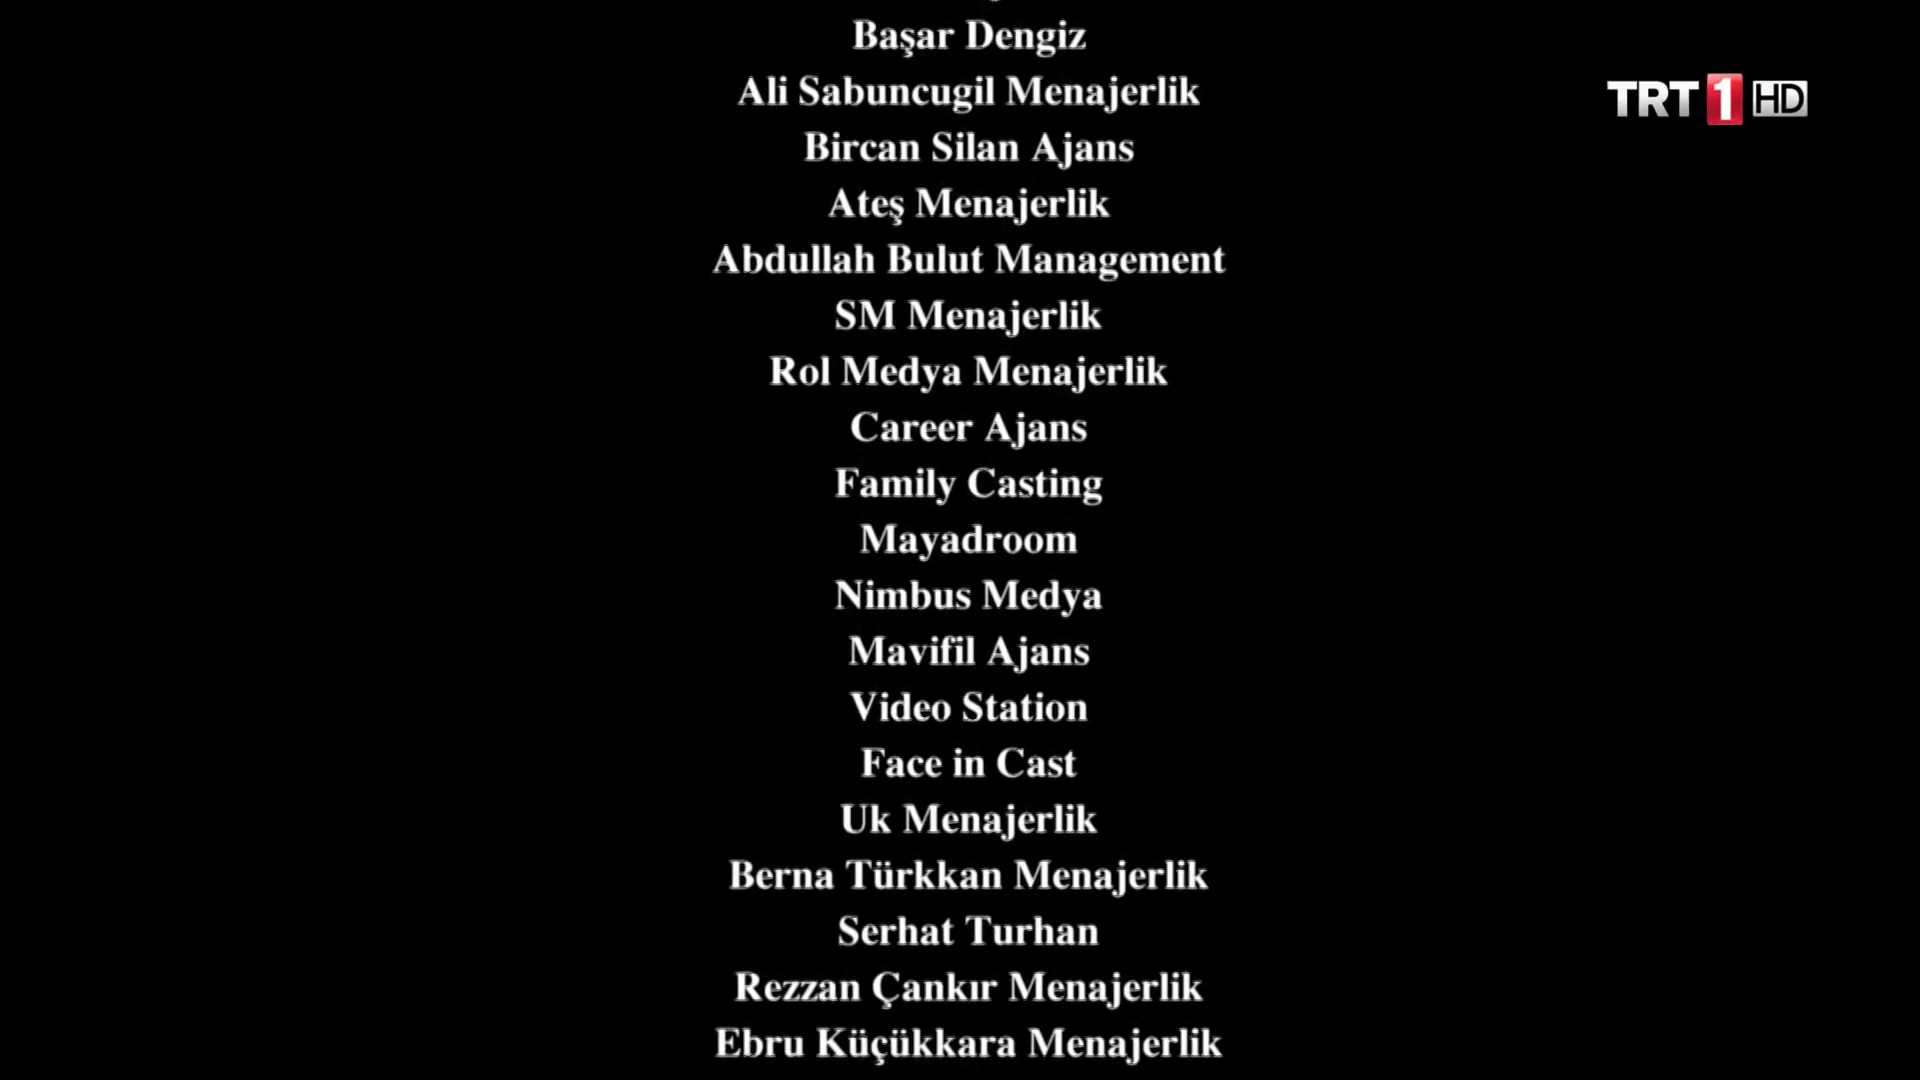 Başar Dengiz
Ali Sabuncugil Menajerlik
TRT 1 HD
Bircan Silan Ajans
Ateş Menajerlik
Abdullah Bulut Management
SM Menajerlik
Rol Medya Menajerlik
Career Ajans
Family Casting
Mayadroom
Nimbus Medya
Mavifil Ajans
Video Station
Face in Cast
Uk Menajerlik
Berna Türkkan Menajerlik
Serhat Turhan
Rezzan Çankır Menajerlik
Ebru Küçükkara Menajerlik